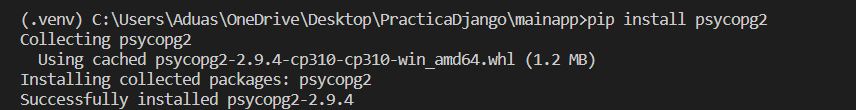 (.venv) C:\Users\Aduas\OneDrive\Desktop\PracticaDjango\mainapp>pip install psycopg2
Collecting psycopg2
  Using cached psycopg2-2.9.4-cp310-cp310-win_amd64.whl (1.2 MB)
Installing collected packages: psycopg2
Successfully installed psycopg2-2.9.4